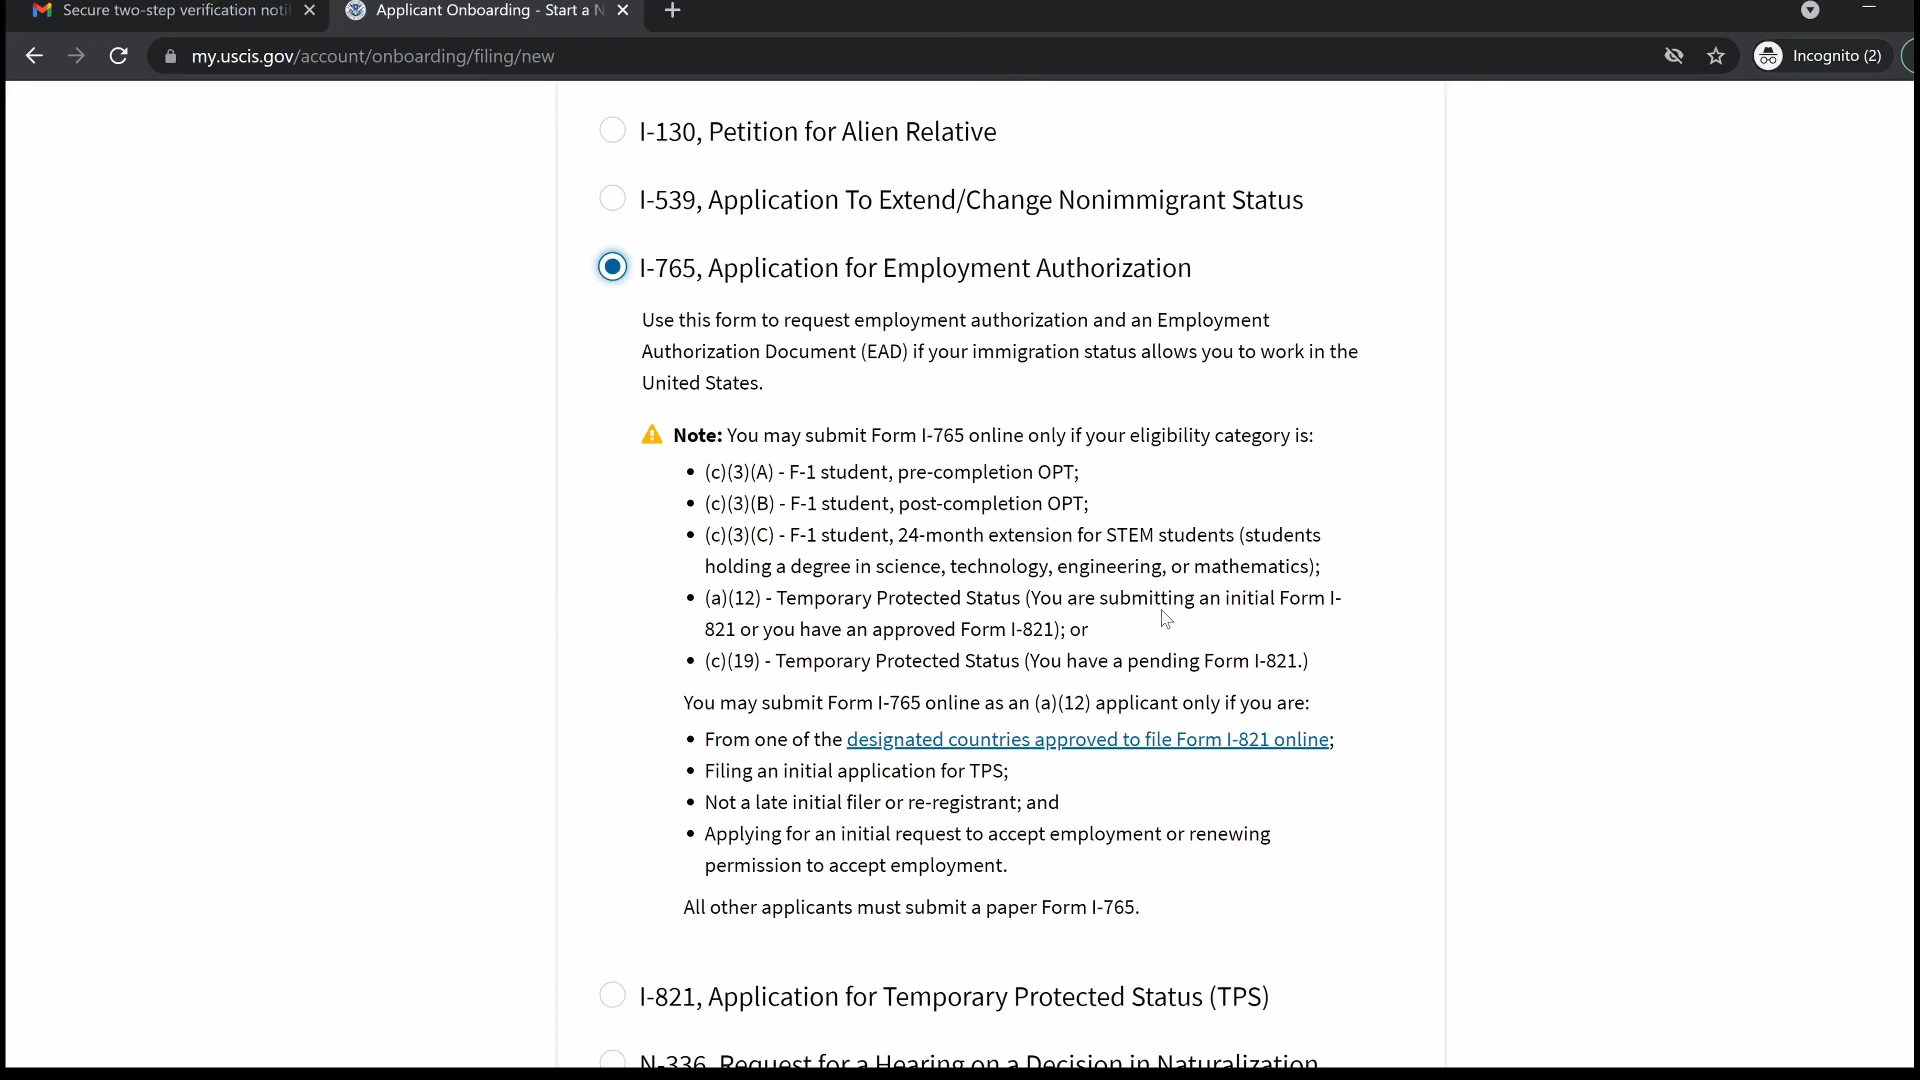 Secure two-step verification noti
Applicant Onboarding - Start a N
my.uscis.gov/account/onboarding/filing/new
Incognito (2)
I-130, Petition for Alien Relative
I-539, Application To Extend/Change Nonimmigrant Status
I-765, Application for Employment Authorization
Use this form to request employment authorization and an Employment
Authorization Document (EAD) if your immigration status allows you to work in the
United States.
Note: You may submit Form I-765 online only if your eligibility category is:
• (c)(3)(A) - F-1 student, pre-completion OPT;
• (c)(3)(B) - F-1 student, post-completion OPT;
• (c)(3)(C) - F-1 student, 24-month extension for STEM students (students
holding a degree in science, technology, engineering, or mathematics);
• (a)(12) - Temporary Protected Status (You are submitting an initial Form I-
821 or you have an approved Form I-821); or
• (c)(19) - Temporary Protected Status (You have a pending Form I-821.)
You may submit Form I-765 online as an (a)(12) applicant only if you are:
• From one of the designated countries approved to file Form I-821 online;
• Filing an initial application for TPS;
• Not a late initial filer or re-registrant; and
• Applying for an initial request to accept employment or renewing
permission to accept employment.
All other applicants must submit a paper Form I-765.
I-821, Application for Temporary Protected Status (TPS)
N-336, Request for a Hearing on a Decision in Naturalization